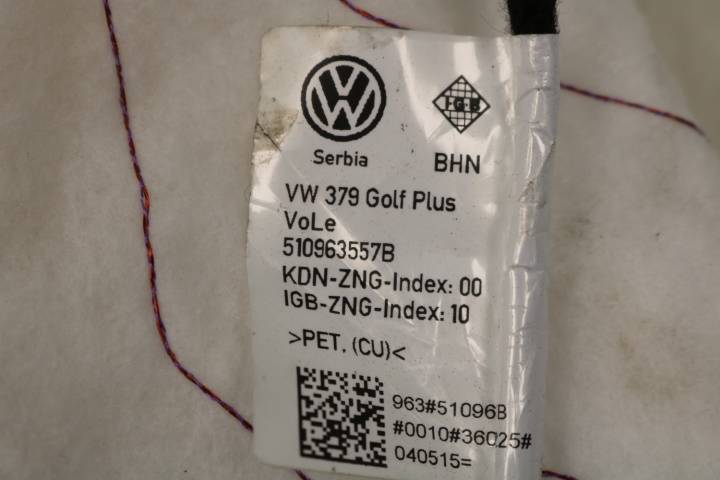 VW
I·G·B
Serbia
BHN
VW 379 Golf Plus
VoLe
510963557B
KDN-ZNG-Index: 00
IGB-ZNG-Index: 10
>PET. (CU)<
963#51096B
#0010#36025#
040515=